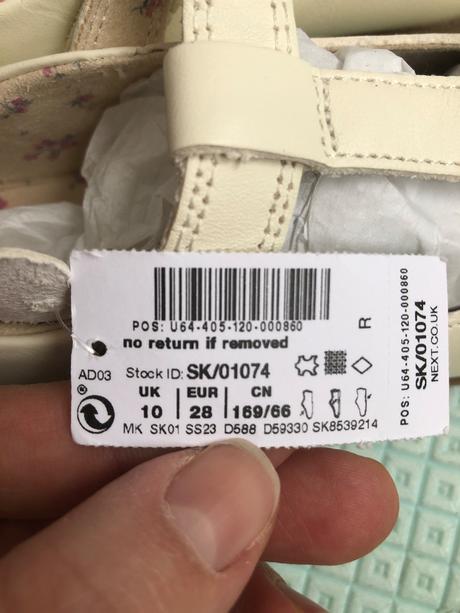 POS: U64-405-120-000860
no return if removed
R
AD03 Stock ID: SK/01074
UK EUR CN
10 28 169/66
MK SK01 SS23 D588 D59330 SK8539214
®
POS: U64-405-120-000860
SK/01074
NEXT.CO.UK